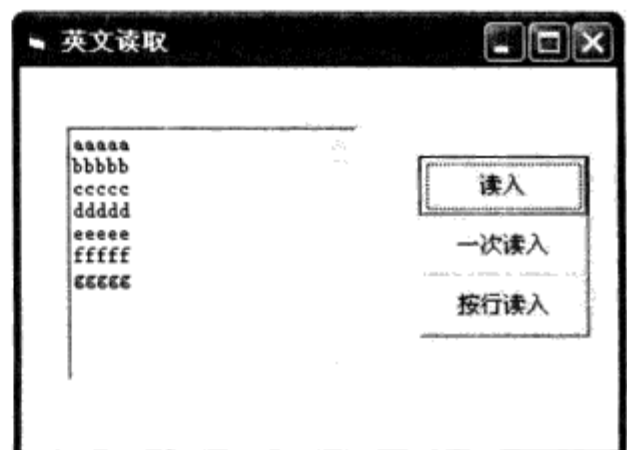 英文读取
aaaaa
bbbbb
ccccc
ddddd
eeeee
fffff
ggggg
读入
一次读入
按行读入